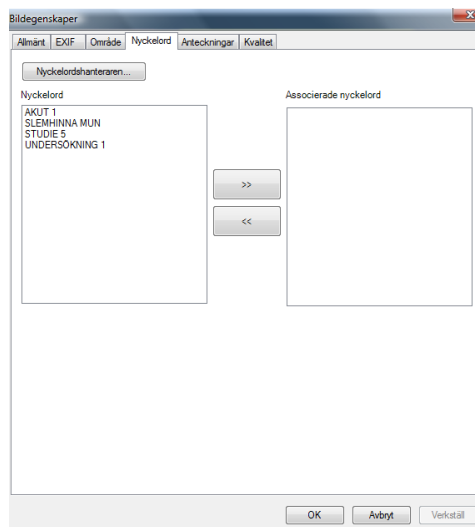 Bildegenskaper
Allmänt EXIF Område Nyckelord Anteckningar Kvalitet
Nyckelordshanteraren...
Nyckelord Associerade nyckelord
AKUT 1
SLEMHINNA MUN
STUDIE 5
UNDERSÖKNING 1
>>
<<
OK Avbryt Verkställ